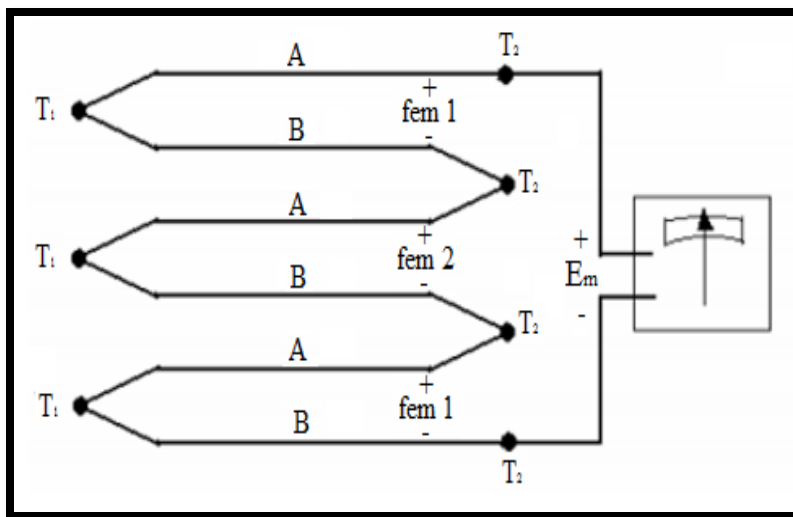 A
T₂
T₁
+
fem 1
-
B
T₂
A
T₁
+
fem 2
-
+
Em
-
B
T₂
A
T₁
+
fem 1
-
B
T₂